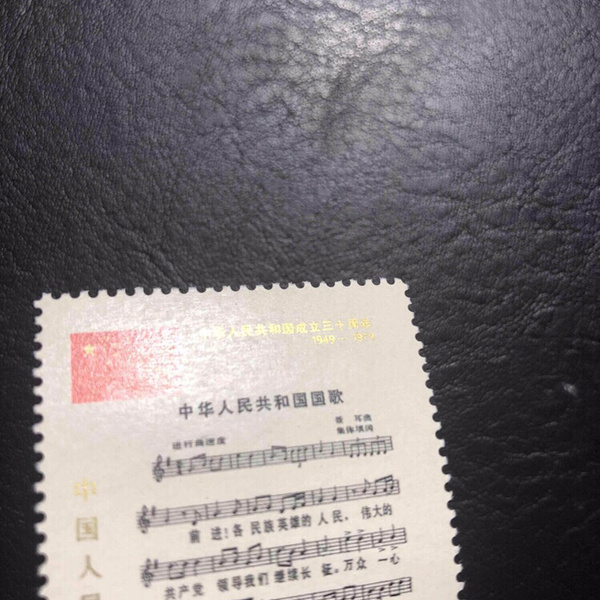 中华人民共和国成立三十周年
1949-1979
中华人民共和国国歌
聂耳曲
集体填词
进行曲速度
前进!各民族英雄的人民,伟大的
共产党 领导我们继续长征。万众一心
中国人民